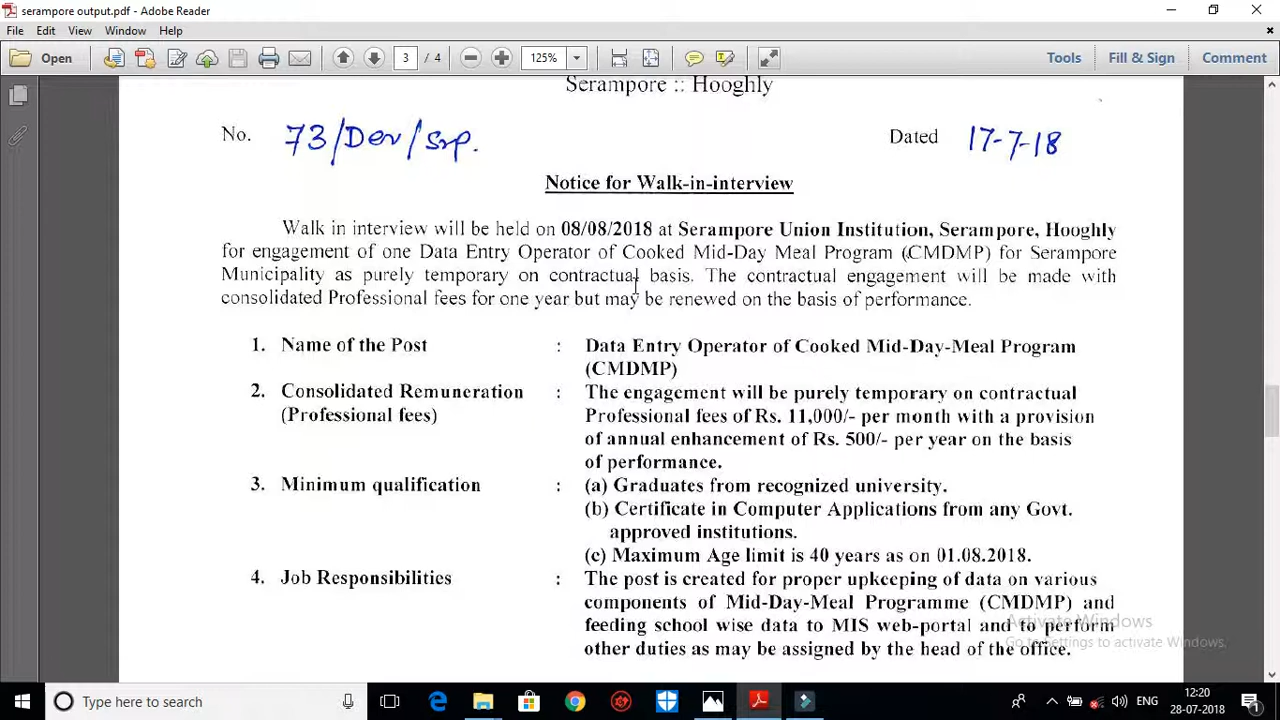 serampore output.pdf - Adobe Reader
File Edit View Window Help
Open 3 / 4 125% Tools Fill & Sign Comment
Serampore :: Hooghly
No. 73/Dev/Srp. Dated 17-7-18
Notice for Walk-in-interview
Walk in interview will be held on 08/08/2018 at Serampore Union Institution, Serampore, Hooghly
for engagement of one Data Entry Operator of Cooked Mid-Day Meal Program (CMDMP) for Serampore
Municipality as purely temporary on contractual basis. The contractual engagement will be made with
consolidated Professional fees for one year but may be renewed on the basis of performance.
1. Name of the Post : Data Entry Operator of Cooked Mid-Day-Meal Program
(CMDMP)
2. Consolidated Remuneration : The engagement will be purely temporary on contractual
(Professional fees) Professional fees of Rs. 11,000/- per month with a provision
of annual enhancement of Rs. 500/- per year on the basis
of performance.
3. Minimum qualification : (a) Graduates from recognized university.
(b) Certificate in Computer Applications from any Govt.
approved institutions.
(c) Maximum Age limit is 40 years as on 01.08.2018.
4. Job Responsibilities : The post is created for proper upkeeping of data on various
components of Mid-Day-Meal Programme (CMDMP) and
feeding school wise data to MIS web-portal and to perform
other duties as may be assigned by the head of the office.
Activate Windows
Go to Settings to activate Windows.
Type here to search ENG 12:20
28-07-2018 1